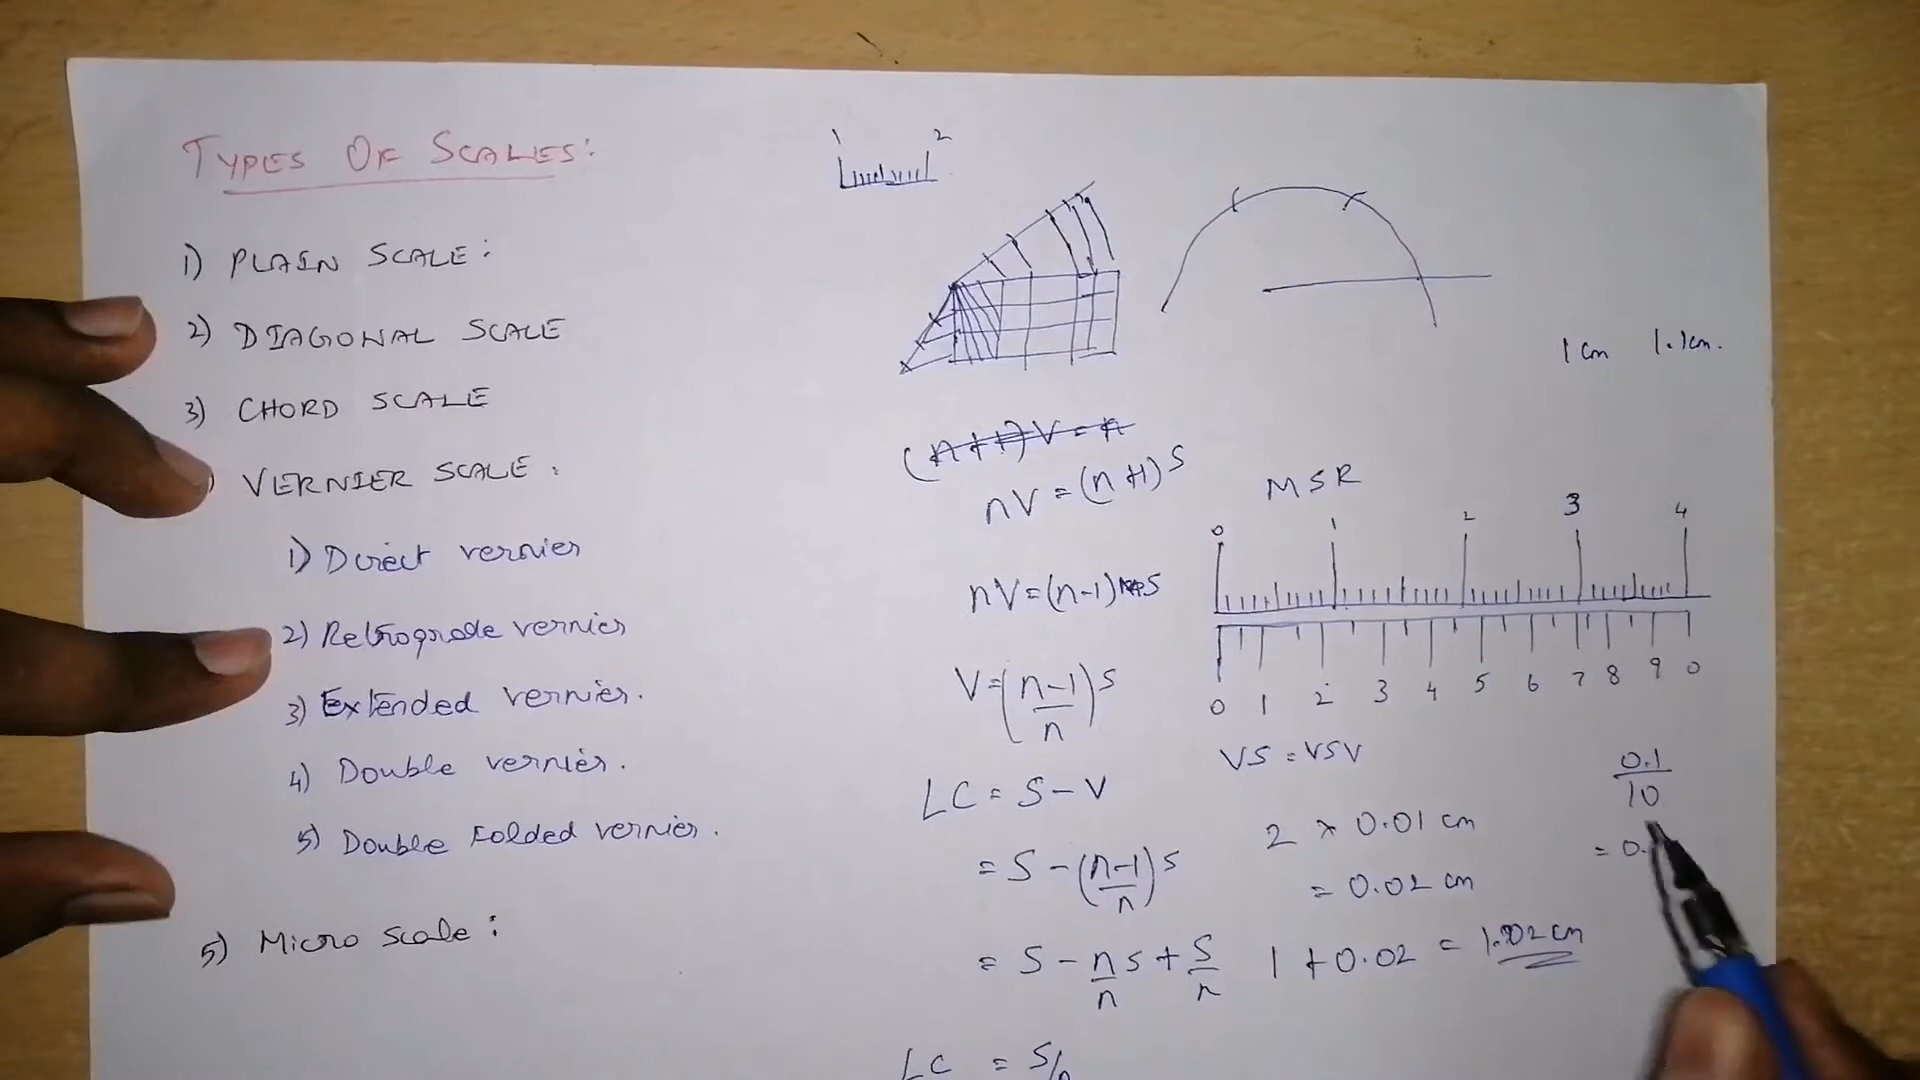 TYPES OF SCALES:
1) PLAIN SCALE:
2) DIAGONAL SCALE
3) CHORD SCALE
) VERNIER SCALE :
1) Direct vernier
2) Retrograde vernier
3) Extended vernier.
4) Double vernier.
5) Double Folded vernier.
5) Micro scale :
1 2
(n+1)V = n
nV = (n+1)S
nV = (n-1)S
V = (n-1/n)S
LC = S - V
= S - (n-1/n)S
= S - n/n S + S/n
LC = S/n
1 cm 1.1cm.
MSR
0 1 2 3 4
0 1 2 3 4 5 6 7 8 9 0
VS = VSV
2 x 0.01 cm
= 0.02 cm
1 + 0.02 = 1.02 cm
0.1/10
= 0.